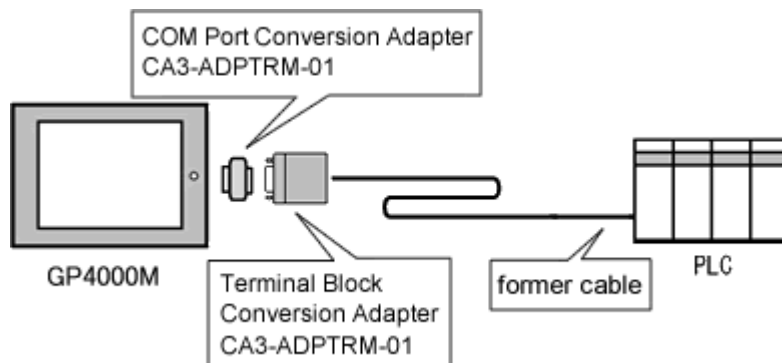 COM Port Conversion Adapter
CA3-ADPTRM-01
GP4000M
Terminal Block
Conversion Adapter
CA3-ADPTRM-01
former cable
PLC